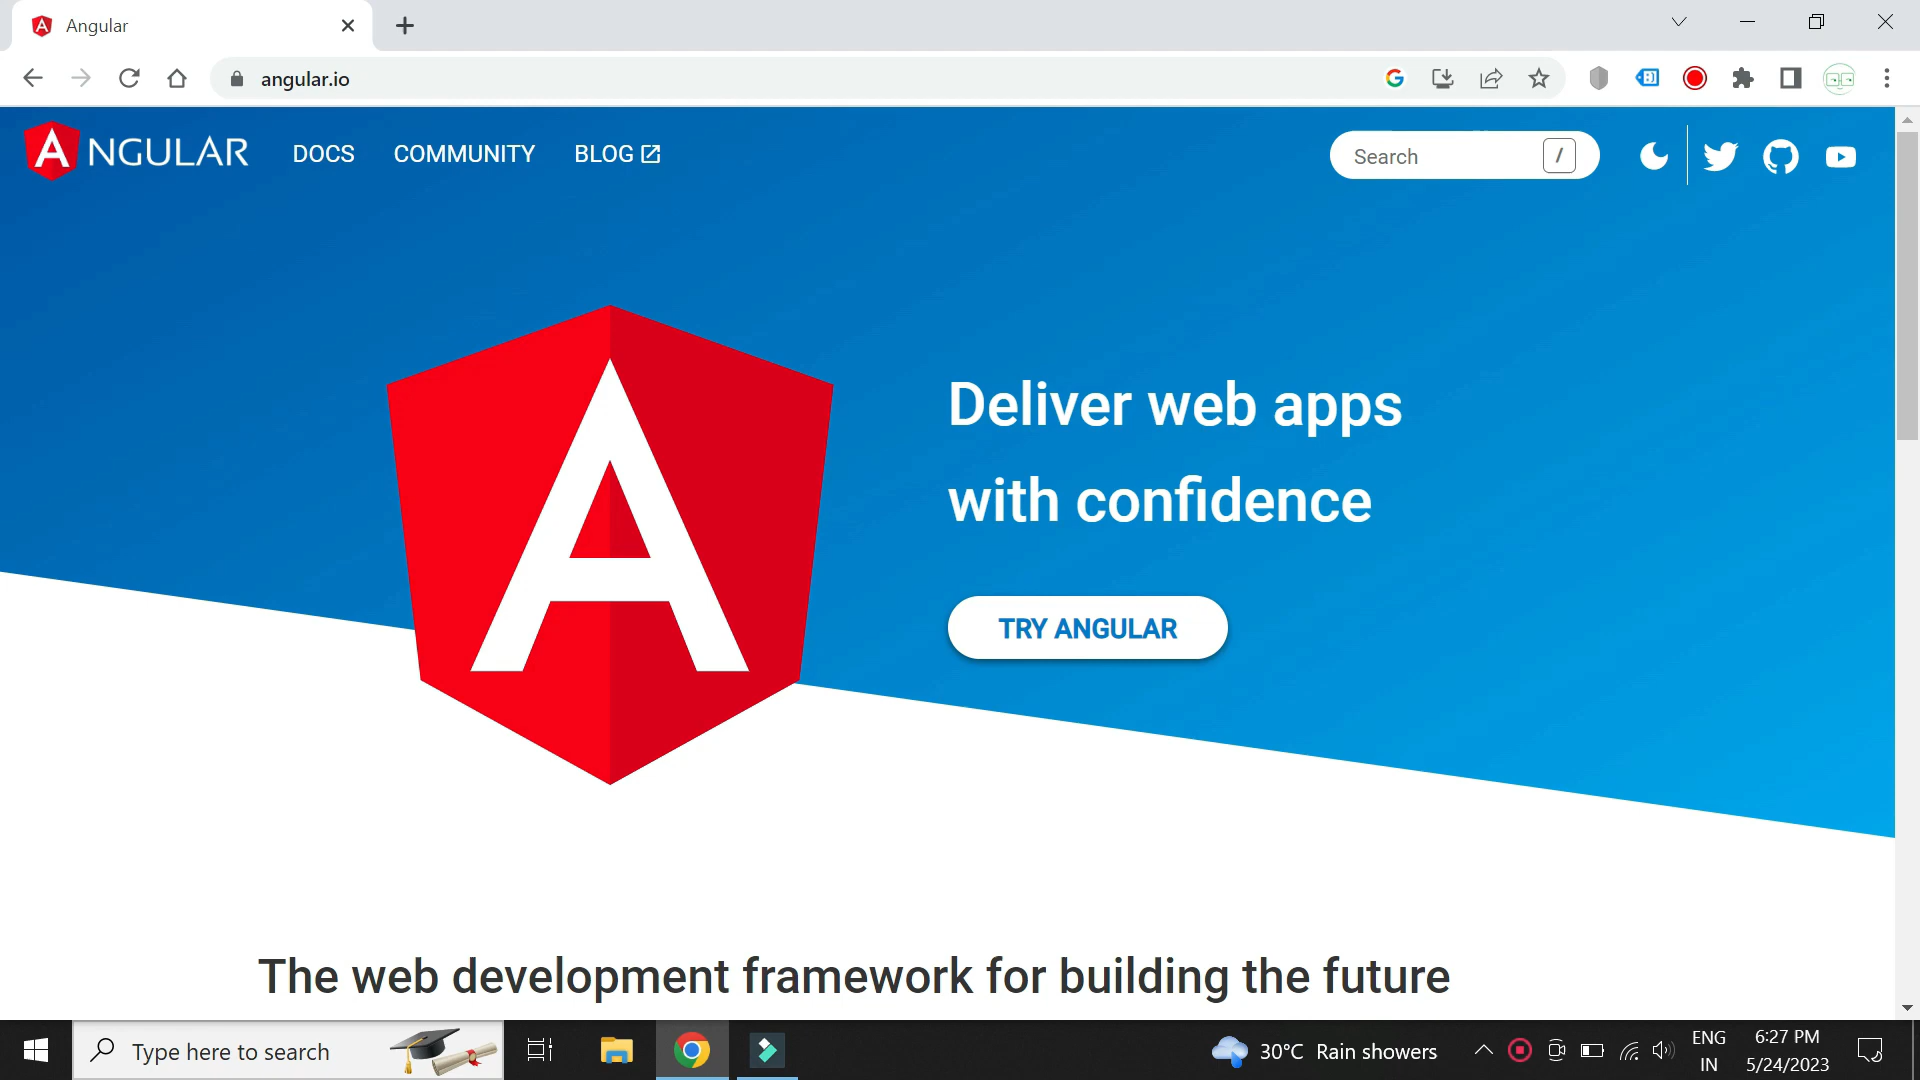 Angular
angular.io
ANGULAR DOCS COMMUNITY BLOG
Search /
A
Deliver web apps
with confidence
TRY ANGULAR
The web development framework for building the future
Type here to search
30°C Rain showers
ENG
IN
6:27 PM
5/24/2023